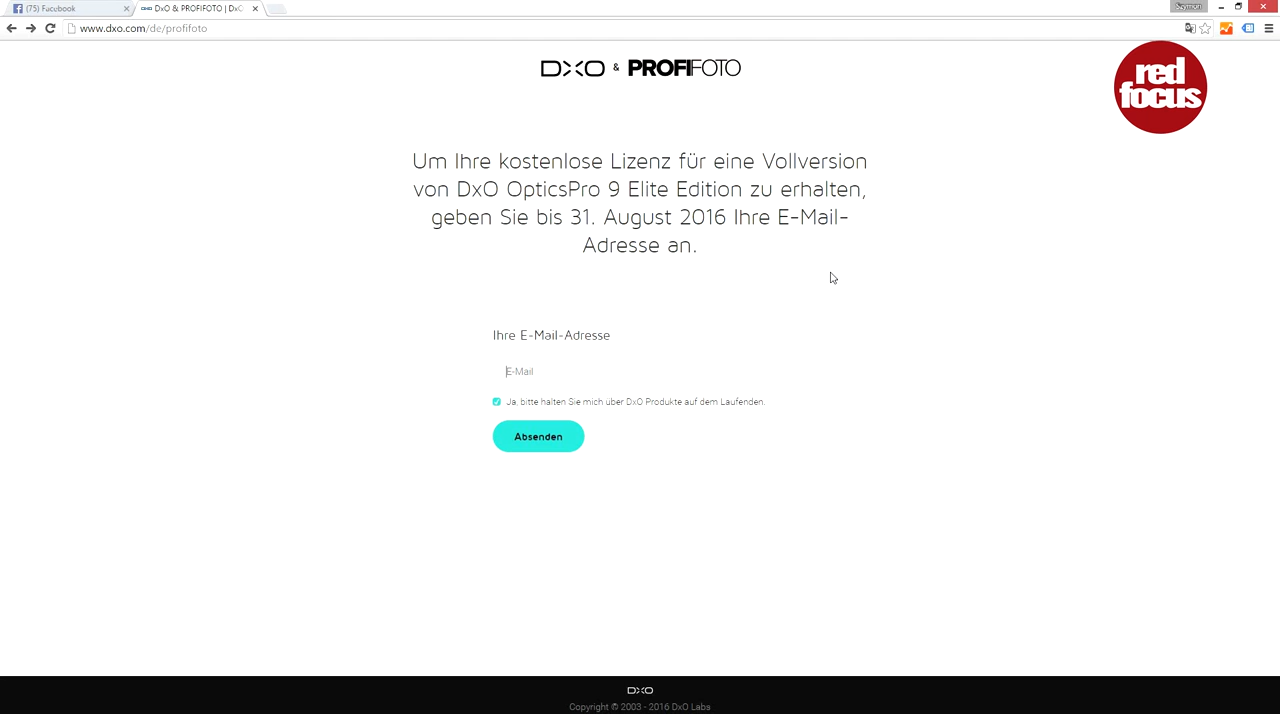 (75) Facebook
DxO & PROFIFOTO | DxO
Szymon
www.dxo.com/de/profifoto
DXO & PROFIFOTO
red
focus
Um Ihre kostenlose Lizenz für eine Vollversion
von DxO OpticsPro 9 Elite Edition zu erhalten,
geben Sie bis 31. August 2016 Ihre E-Mail-
Adresse an.
Ihre E-Mail-Adresse
E-Mail
Ja, bitte halten Sie mich über DxO Produkte auf dem Laufenden.
Absenden
DXO
Copyright © 2003 - 2016 DxO Labs